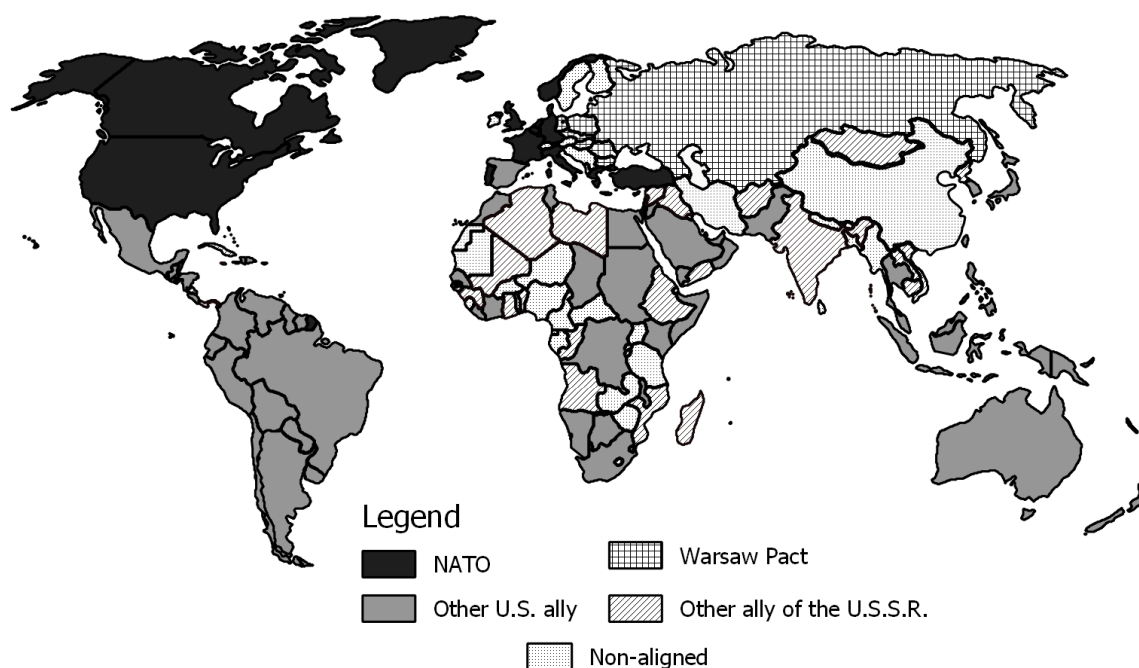 Legend
NATO
Warsaw Pact
Other U.S. ally
Other ally of the U.S.S.R.
Non-aligned